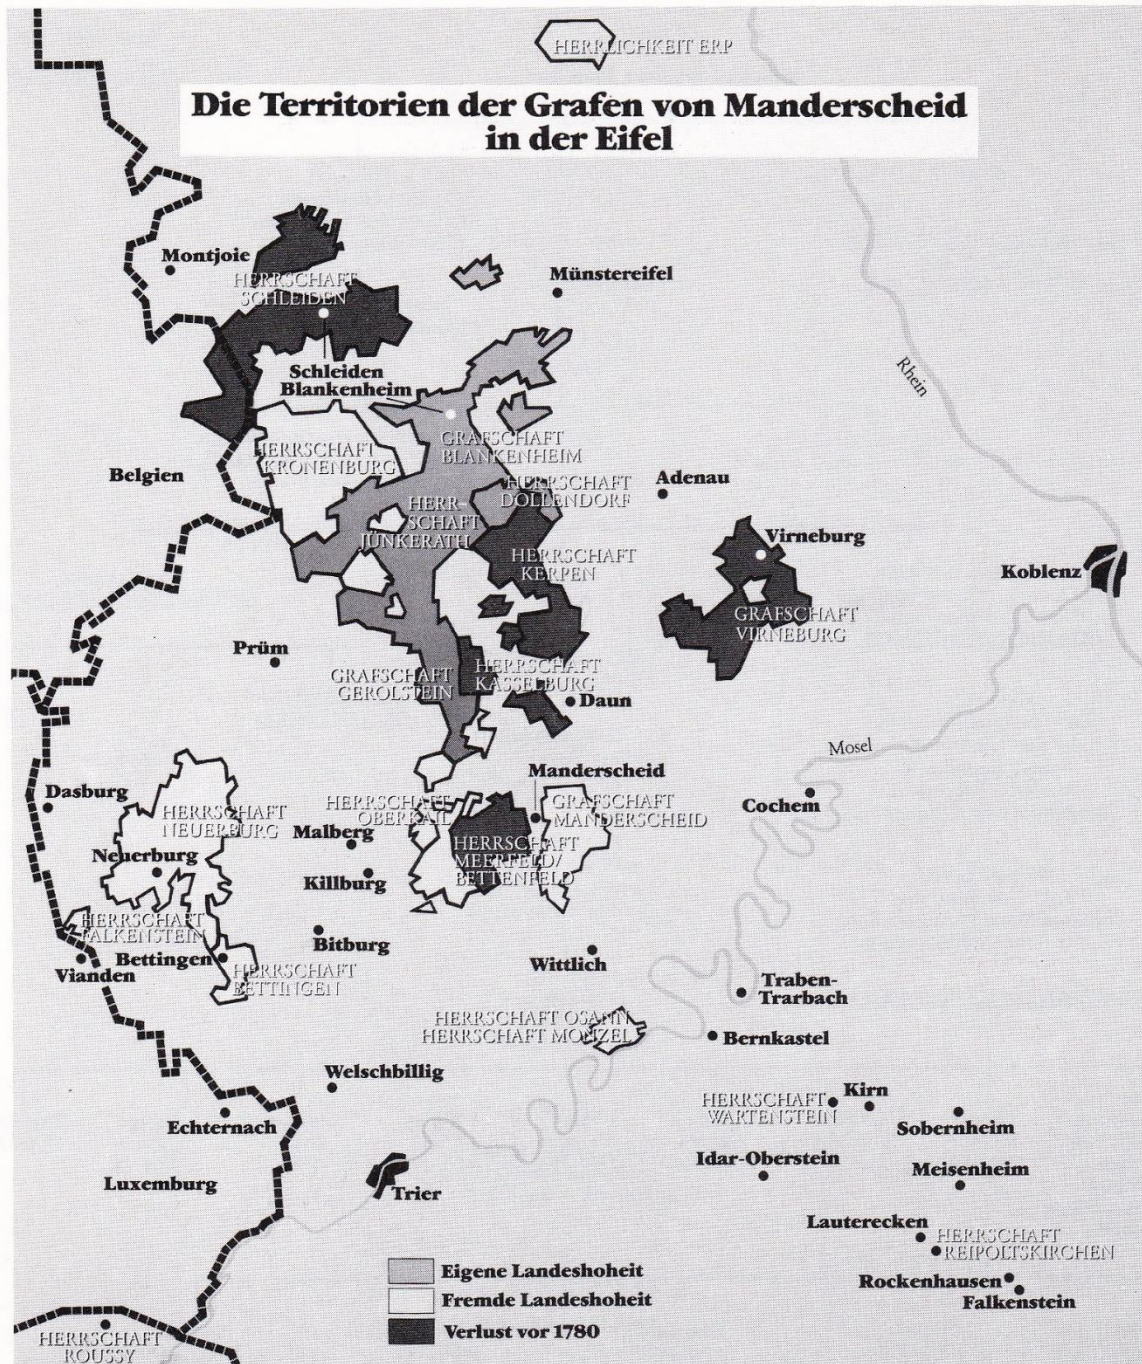 HERRLICHKEIT ERP
Die Territorien der Grafen von Manderscheid
in der Eifel
Montjoie
HERRSCHAFT
SCHLEIDEN
Münstereifel
Rhein
Schleiden
Blankenheim
GRAFSCHAFT
BLANKENHEIM
HERRSCHAFT
KRONENBURG
Belgien
HERRSCHAFT
DOLLENDORF
Adenau
HERR-
SCHAFT
JÜNKERATH
Virneburg
HERRSCHAFT
KERPEN
Koblenz
GRAFSCHAFT
VIRNEBURG
Prüm
GRAFSCHAFT
GEROLSTEIN
HERRSCHAFT
KASSELBURG
Daun
Mosel
Manderscheid
Dasburg
HERRSCHAFT
NEUERBURG
HERRSCHAFT
OBERKAIL
GRAFSCHAFT
MANDERSCHEID
Cochem
Malberg
Neuerburg
HERRSCHAFT
MEERFELD/
BETTENFELD
Killburg
HERRSCHAFT
FALKENSTEIN
Bitburg
Bettingen
Vianden
HERRSCHAFT
BETTINGEN
Wittlich
Traben-
Trarbach
HERRSCHAFT OSANN
HERRSCHAFT MONZEL
Bernkastel
Welschbillig
HERRSCHAFT
WARTENSTEIN
Kirn
Echternach
Sobernheim
Idar-Oberstein
Meisenheim
Luxemburg
Trier
Lauterecken
HERRSCHAFT
REIPOLTSKIRCHEN
Rockenhausen
Falkenstein
Eigene Landeshoheit
Fremde Landeshoheit
Verlust vor 1780
HERRSCHAFT
ROUSSY